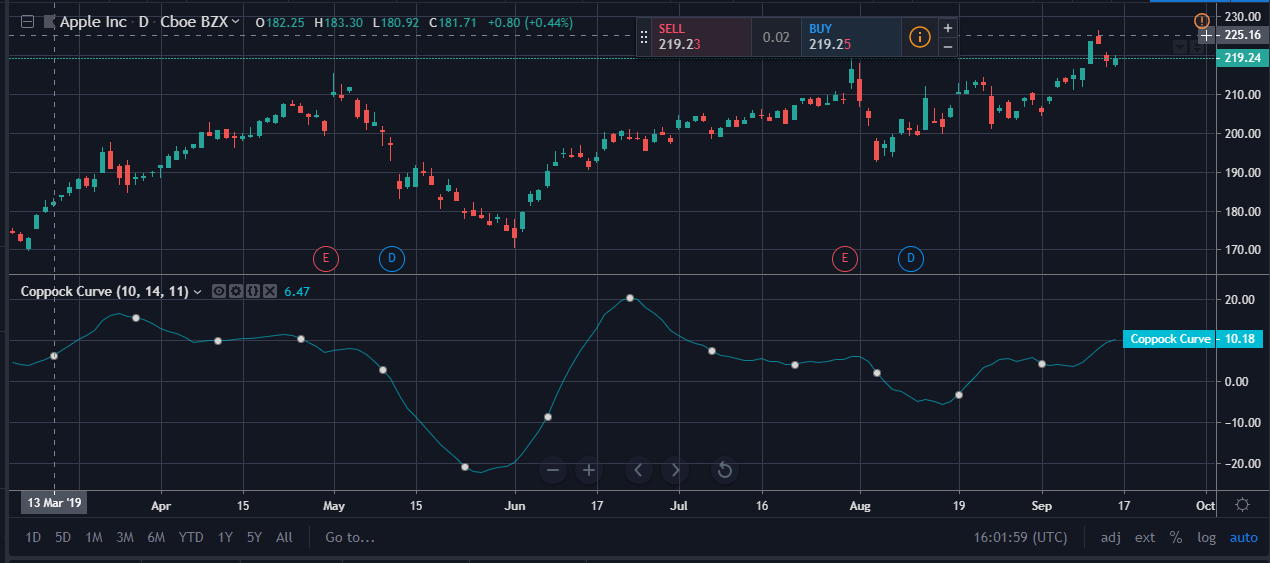 Apple Inc · D · Cboe BZX O182.25 H183.30 L180.92 C181.71 +0.80 (+0.44%)
SELL
219.23
0.02
BUY
219.25
i
+
−
!
230.00
225.16
219.24
210.00
200.00
190.00
180.00
170.00
E D E D
Coppock Curve (10, 14, 11) 6.47
20.00
Coppock Curve 10.18
0.00
−10.00
−20.00
13 Mar '19 Apr 15 May 15 Jun 17 Jul 16 Aug 19 Sep 17 Oct
1D 5D 1M 3M 6M YTD 1Y 5Y All Go to... 16:01:59 (UTC) adj ext % log auto